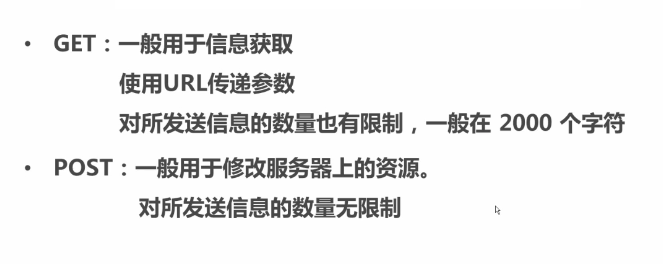 • GET：一般用于信息获取
使用URL传递参数
对所发送信息的数量也有限制，一般在 2000 个字符
• POST：一般用于修改服务器上的资源。
对所发送信息的数量无限制